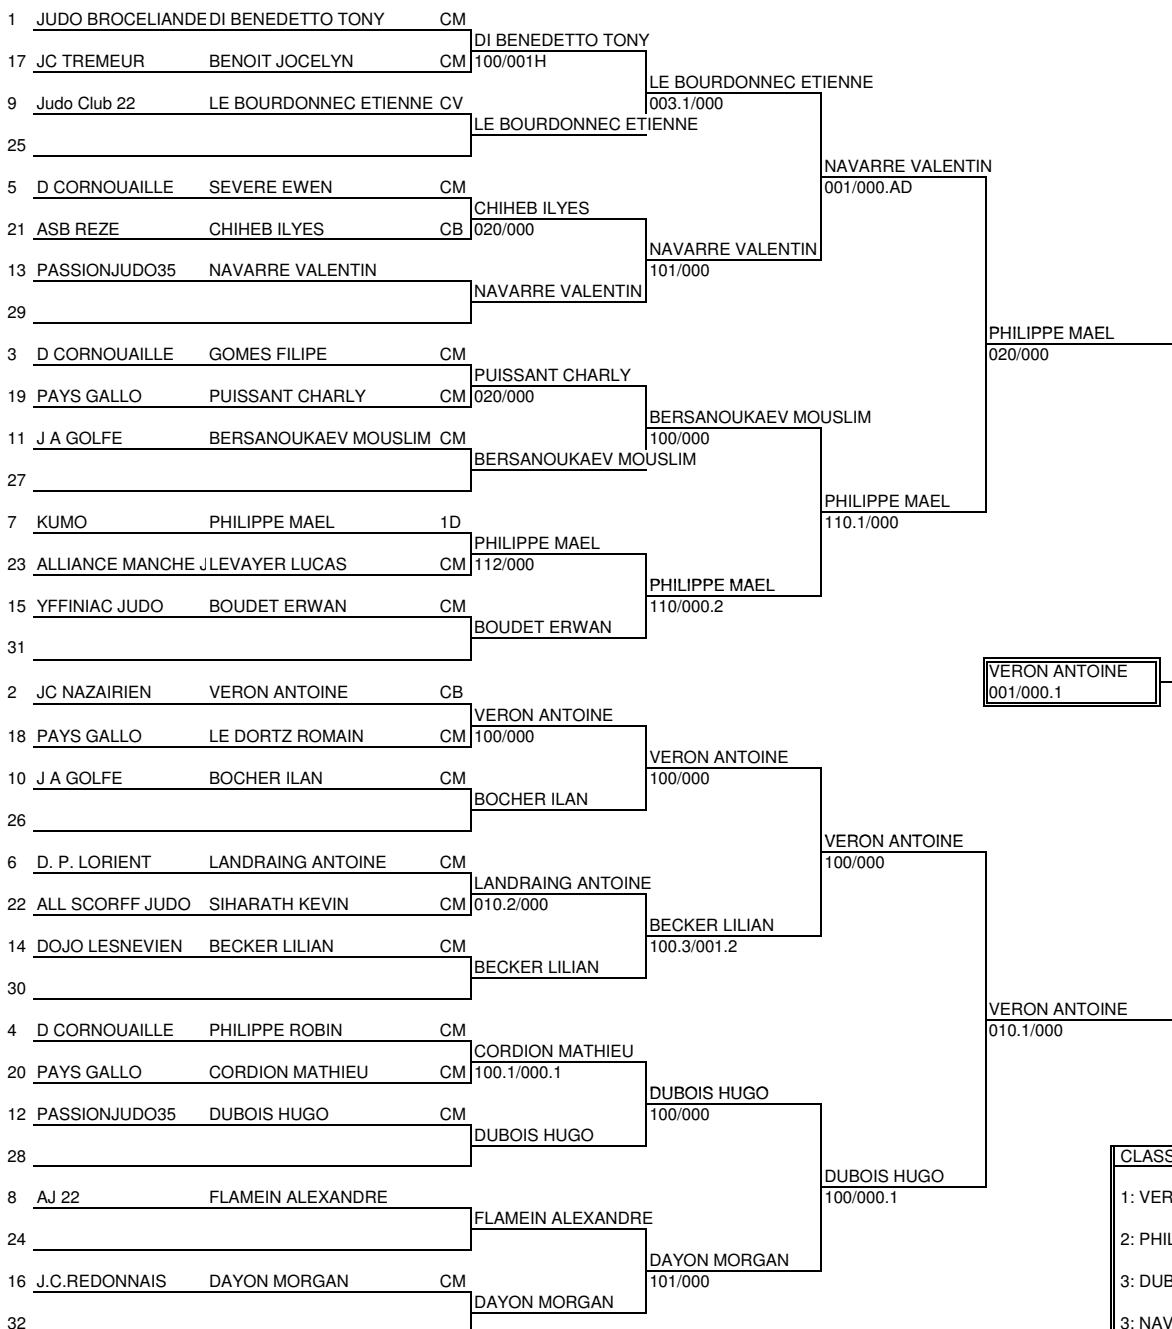 1 JUDO BROCELIANDE DI BENEDETTO TONY CM
DI BENEDETTO TONY
17 JC TREMEUR BENOIT JOCELYN CM 100/001H
LE BOURDONNEC ETIENNE
9 Judo Club 22 LE BOURDONNEC ETIENNE CV 003.1/000
LE BOURDONNEC ETIENNE
25
NAVARRE VALENTIN
5 D CORNOUAILLE SEVERE EWEN CM 001/000.AD
CHIHEB ILYES
21 ASB REZE CHIHEB ILYES CB 020/000
NAVARRE VALENTIN
13 PASSIONJUDO35 NAVARRE VALENTIN 101/000
NAVARRE VALENTIN
29
PHILIPPE MAEL
3 D CORNOUAILLE GOMES FILIPE CM 020/000
PUISSANT CHARLY
19 PAYS GALLO PUISSANT CHARLY CM 020/000
BERSANOUKAEV MOUSLIM
11 J A GOLFE BERSANOUKAEV MOUSLIM CM 100/000
BERSANOUKAEV MOUSLIM
27
PHILIPPE MAEL
7 KUMO PHILIPPE MAEL 1D 110.1/000
PHILIPPE MAEL
23 ALLIANCE MANCHE J LEVAYER LUCAS CM 112/000
PHILIPPE MAEL
15 YFFINIAC JUDO BOUDET ERWAN CM 110/000.2
BOUDET ERWAN
31
VERON ANTOINE
2 JC NAZAIRIEN VERON ANTOINE CB 001/000.1
VERON ANTOINE
18 PAYS GALLO LE DORTZ ROMAIN CM 100/000
VERON ANTOINE
10 J A GOLFE BOCHER ILAN CM 100/000
BOCHER ILAN
26
VERON ANTOINE
6 D. P. LORIENT LANDRAING ANTOINE CM 100/000
LANDRAING ANTOINE
22 ALL SCORFF JUDO SIHARATH KEVIN CM 010.2/000
BECKER LILIAN
14 DOJO LESNEVIEN BECKER LILIAN CM 100.3/001.2
BECKER LILIAN
30
VERON ANTOINE
4 D CORNOUAILLE PHILIPPE ROBIN CM 010.1/000
CORDION MATHIEU
20 PAYS GALLO CORDION MATHIEU CM 100.1/000.1
DUBOIS HUGO
12 PASSIONJUDO35 DUBOIS HUGO CM 100/000
DUBOIS HUGO
28 CLASS
DUBOIS HUGO
8 AJ 22 FLAMEIN ALEXANDRE 100/000.1 1: VER
FLAMEIN ALEXANDRE
24 2: PHIL
DAYON MORGAN
16 J.C.REDONNAIS DAYON MORGAN CM 101/000 3: DUB
DAYON MORGAN
32 3: NAV